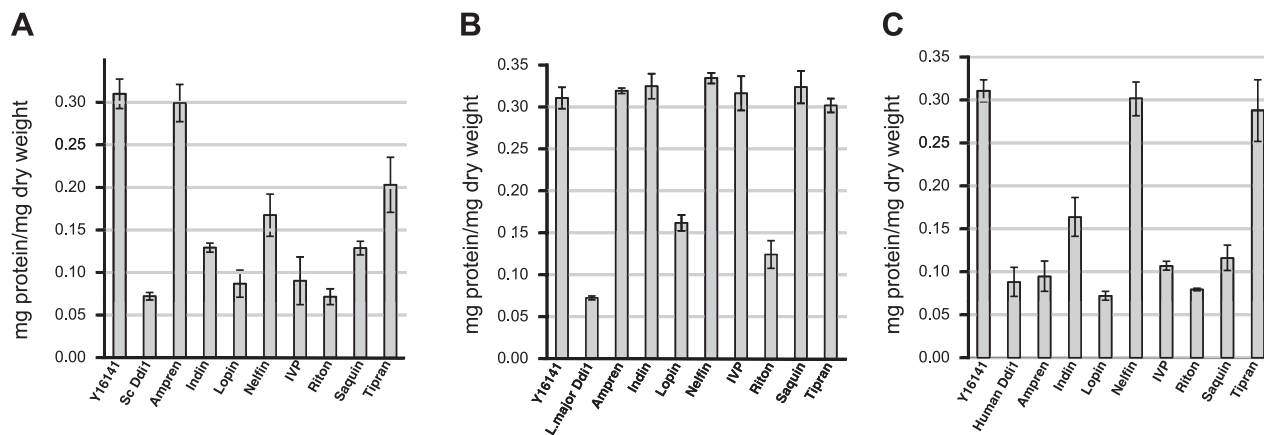 A
mg protein/mg dry weight
0.30
0.20
0.15
0.10
0.05
0.00
Y16141
Sc Ddi1
Ampren
Indin
Lopin
Nelfin
IVP
Riton
Saquin
Tipran
B
mg protein/mg dry weight
0.35
0.30
0.25
0.20
0.15
0.10
0.05
0.00
Y16141
L.major Ddi1
Ampren
Indin
Lopin
Nelfin
IVP
Riton
Saquin
Tipran
C
mg protein/mg dry weight
0.35
0.30
0.25
0.20
0.15
0.10
0.05
0.00
Y16141
Human Ddi1
Ampren
Indin
Lopin
Nelfin
IVP
Riton
Saquin
Tipran